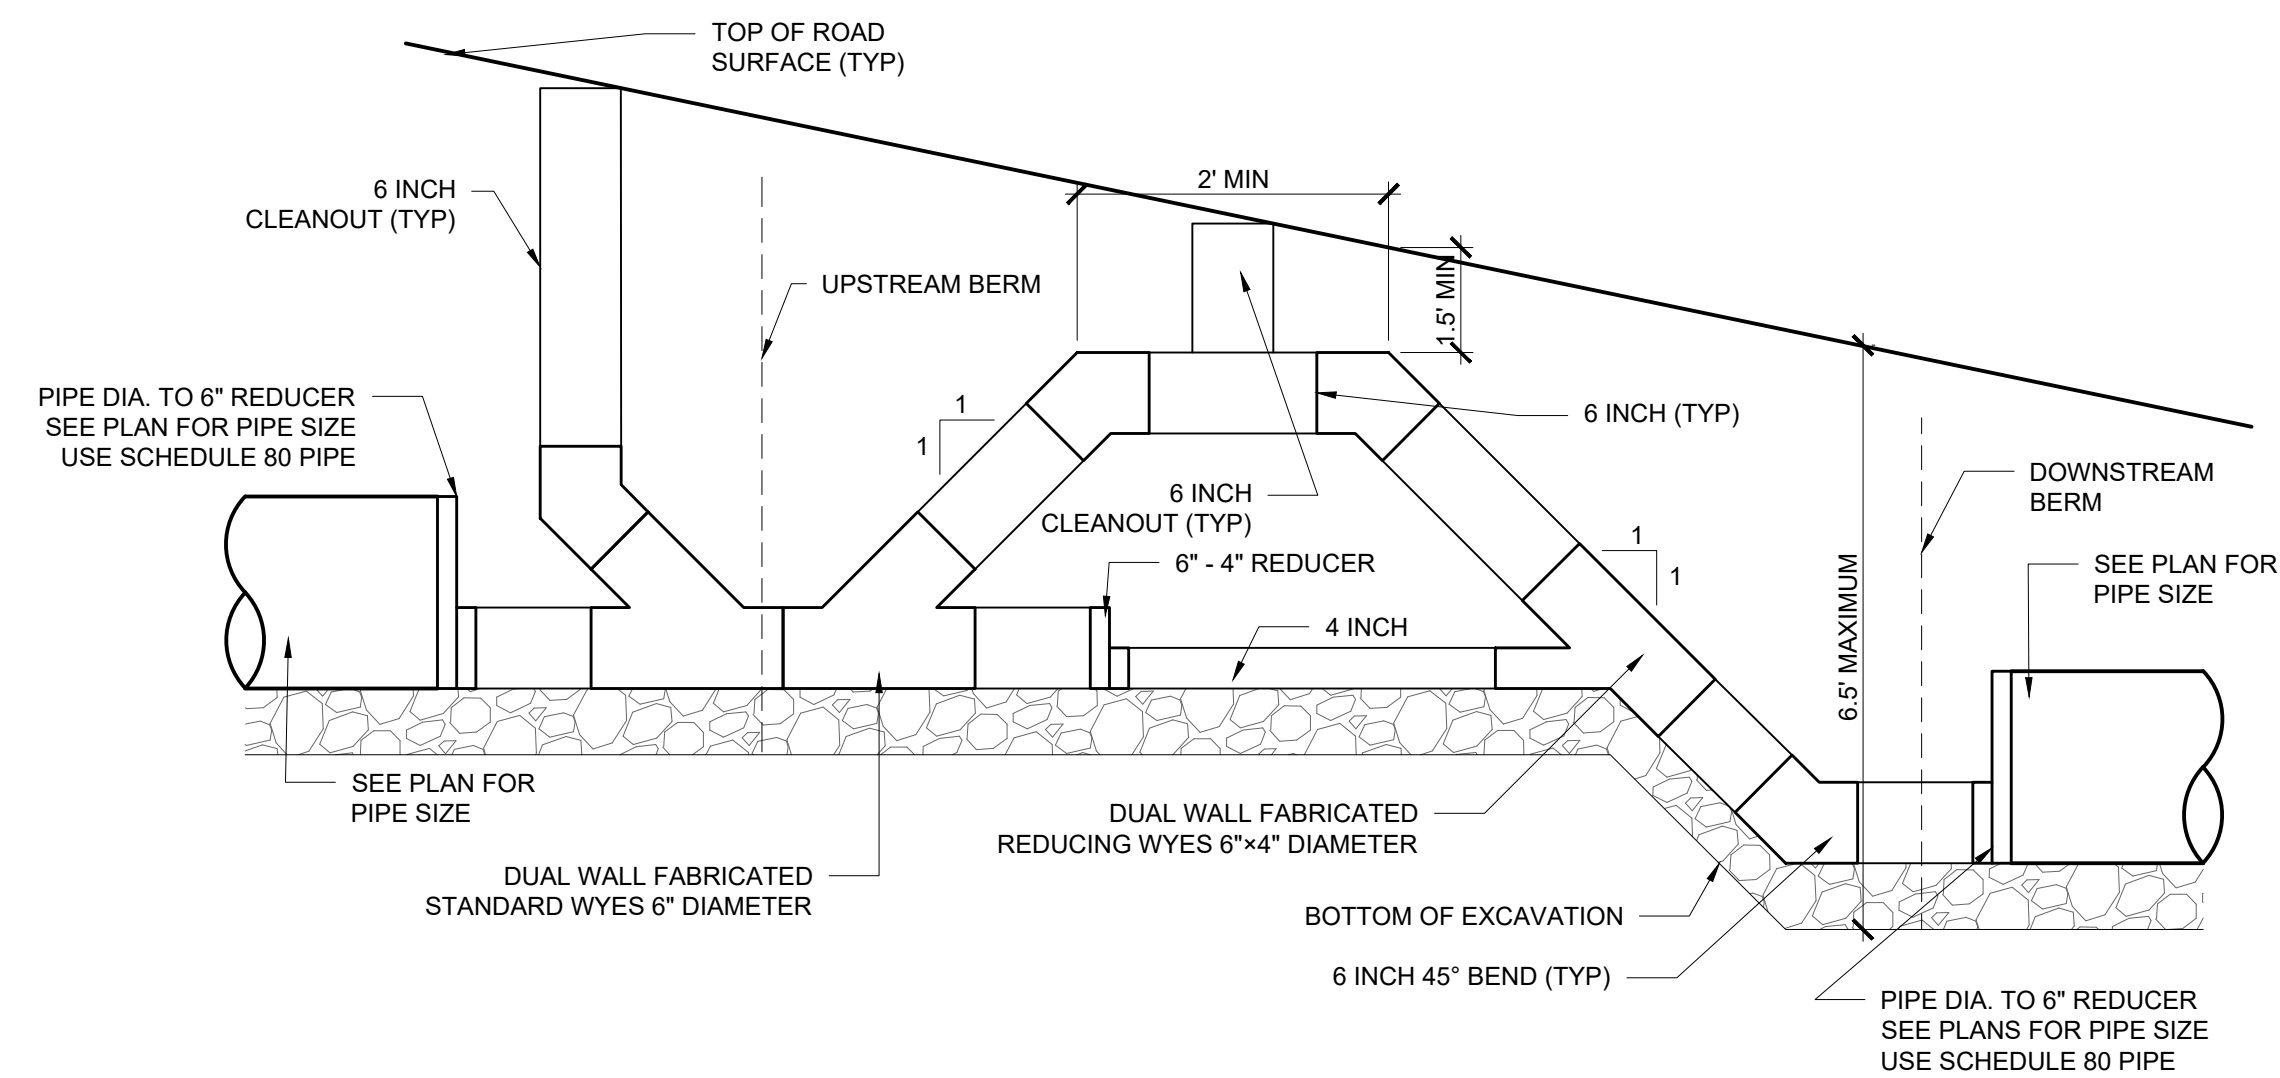 TOP OF ROAD
SURFACE (TYP)
6 INCH
CLEANOUT (TYP)
2' MIN
UPSTREAM BERM
1.5' MIN
PIPE DIA. TO 6" REDUCER
SEE PLAN FOR PIPE SIZE
USE SCHEDULE 80 PIPE
1
1
6 INCH (TYP)
6 INCH
CLEANOUT (TYP)
DOWNSTREAM
BERM
6" - 4" REDUCER
1
1
SEE PLAN FOR
PIPE SIZE
4 INCH
6.5' MAXIMUM
SEE PLAN FOR
PIPE SIZE
DUAL WALL FABRICATED
REDUCING WYES 6"×4" DIAMETER
DUAL WALL FABRICATED
STANDARD WYES 6" DIAMETER
BOTTOM OF EXCAVATION
6 INCH 45° BEND (TYP)
PIPE DIA. TO 6" REDUCER
SEE PLANS FOR PIPE SIZE
USE SCHEDULE 80 PIPE